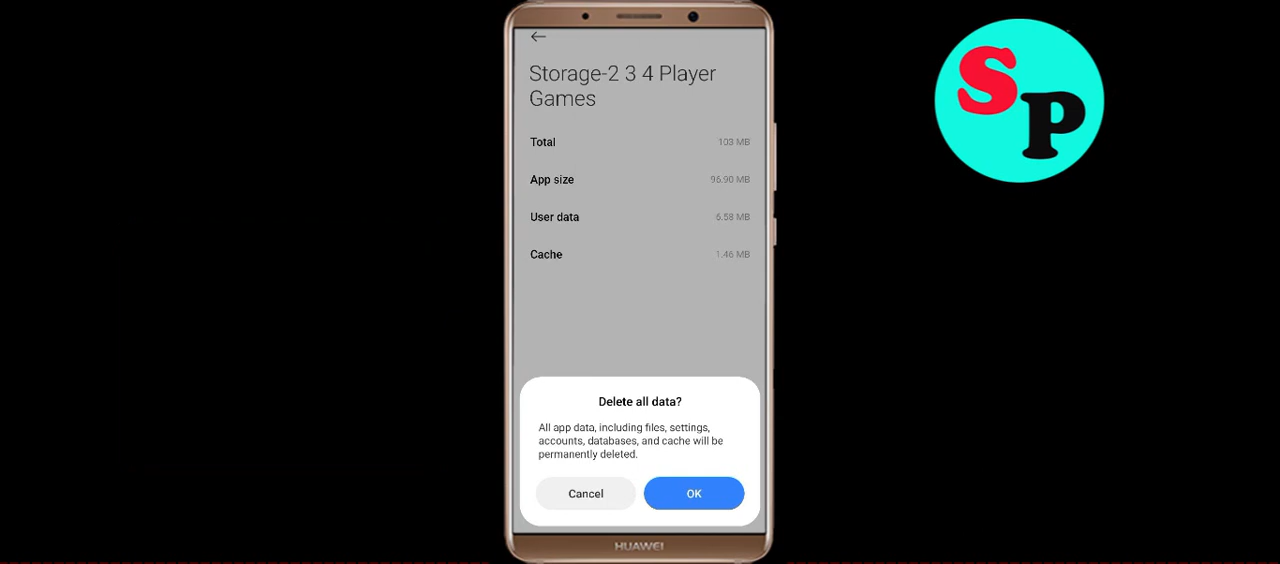 Storage-2 3 4 Player
Games
Total 103 MB
App size 96.90 MB
User data 6.58 MB
Cache 1.46 MB
Delete all data?
All app data, including files, settings,
accounts, databases, and cache will be
permanently deleted.
Cancel OK
HUAWEI
SP